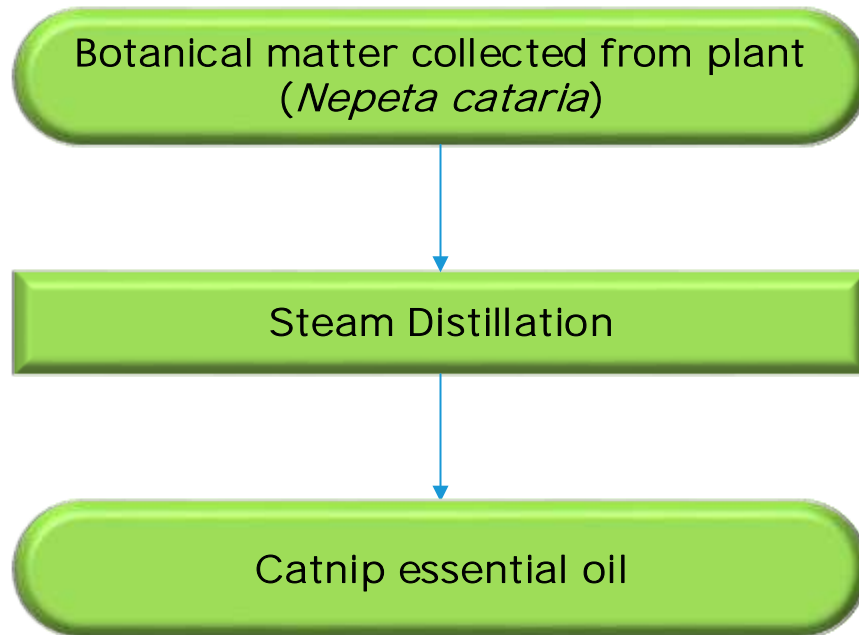 Botanical matter collected from plant
(Nepeta cataria)
Steam Distillation
Catnip essential oil